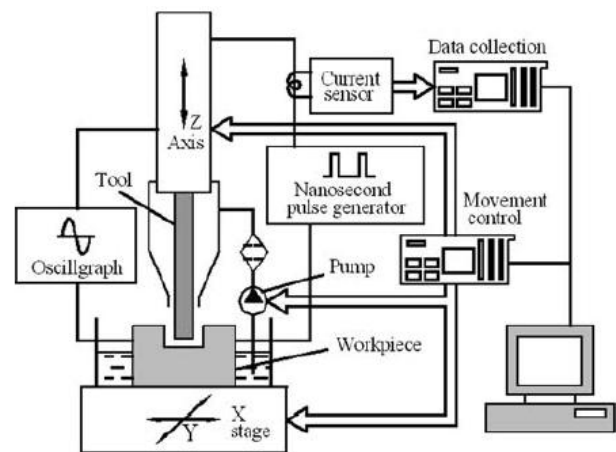 Data collection
Current
sensor
Z
Axis
Tool
Nanosecond
pulse generator
Movement
control
Oscillgraph
Pump
Workpiece
X
Y
stage